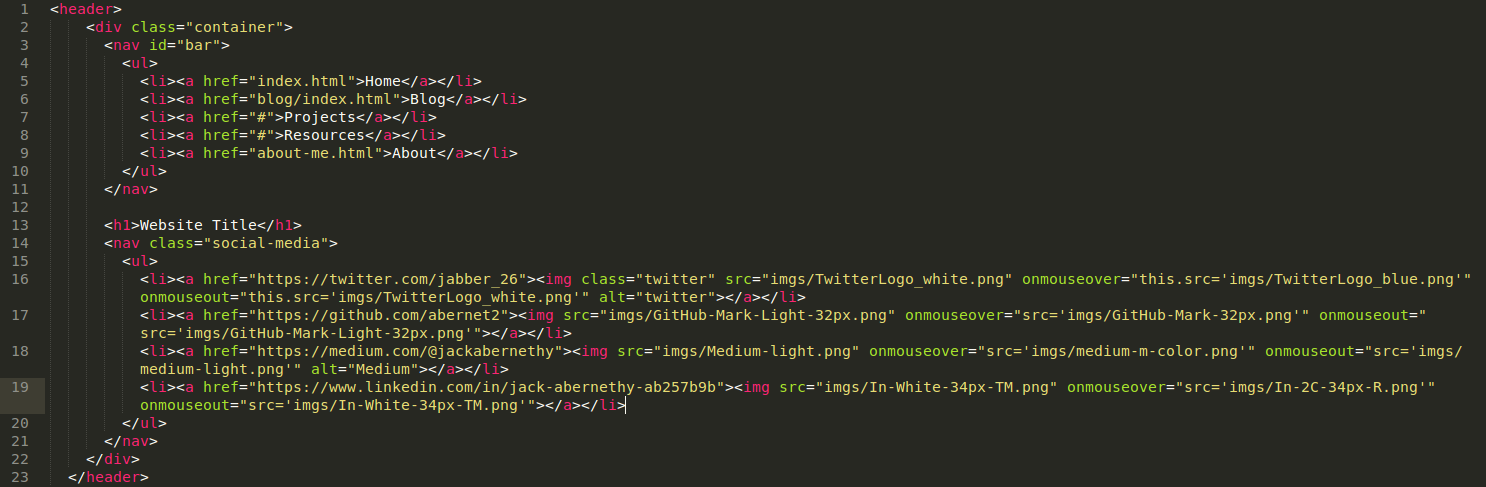 1 <header>
2 <div class="container">
3 <nav id="bar">
4 <ul>
5 <li><a href="index.html">Home</a></li>
6 <li><a href="blog/index.html">Blog</a></li>
7 <li><a href="#">Projects</a></li>
8 <li><a href="#">Resources</a></li>
9 <li><a href="about-me.html">About</a></li>
10 </ul>
11 </nav>
12
13 <h1>Website Title</h1>
14 <nav class="social-media">
15 <ul>
16 <li><a href="https://twitter.com/jabber_26"><img class="twitter" src="imgs/TwitterLogo_white.png" onmouseover="this.src='imgs/TwitterLogo_blue.png'"
onmouseout="this.src='imgs/TwitterLogo_white.png'" alt="twitter"></a></li>
17 <li><a href="https://github.com/abernet2"><img src="imgs/GitHub-Mark-Light-32px.png" onmouseover="src='imgs/GitHub-Mark-32px.png'" onmouseout="
src='imgs/GitHub-Mark-Light-32px.png'"></a></li>
18 <li><a href="https://medium.com/@jackabernethy"><img src="imgs/Medium-light.png" onmouseover="src='imgs/medium-m-color.png'" onmouseout="src='imgs/
medium-light.png'" alt="Medium"></a></li>
19 <li><a href="https://www.linkedin.com/in/jack-abernethy-ab257b9b"><img src="imgs/In-White-34px-TM.png" onmouseover="src='imgs/In-2C-34px-R.png'"
onmouseout="src='imgs/In-White-34px-TM.png'"></a></li>
20 </ul>
21 </nav>
22 </div>
23 </header>